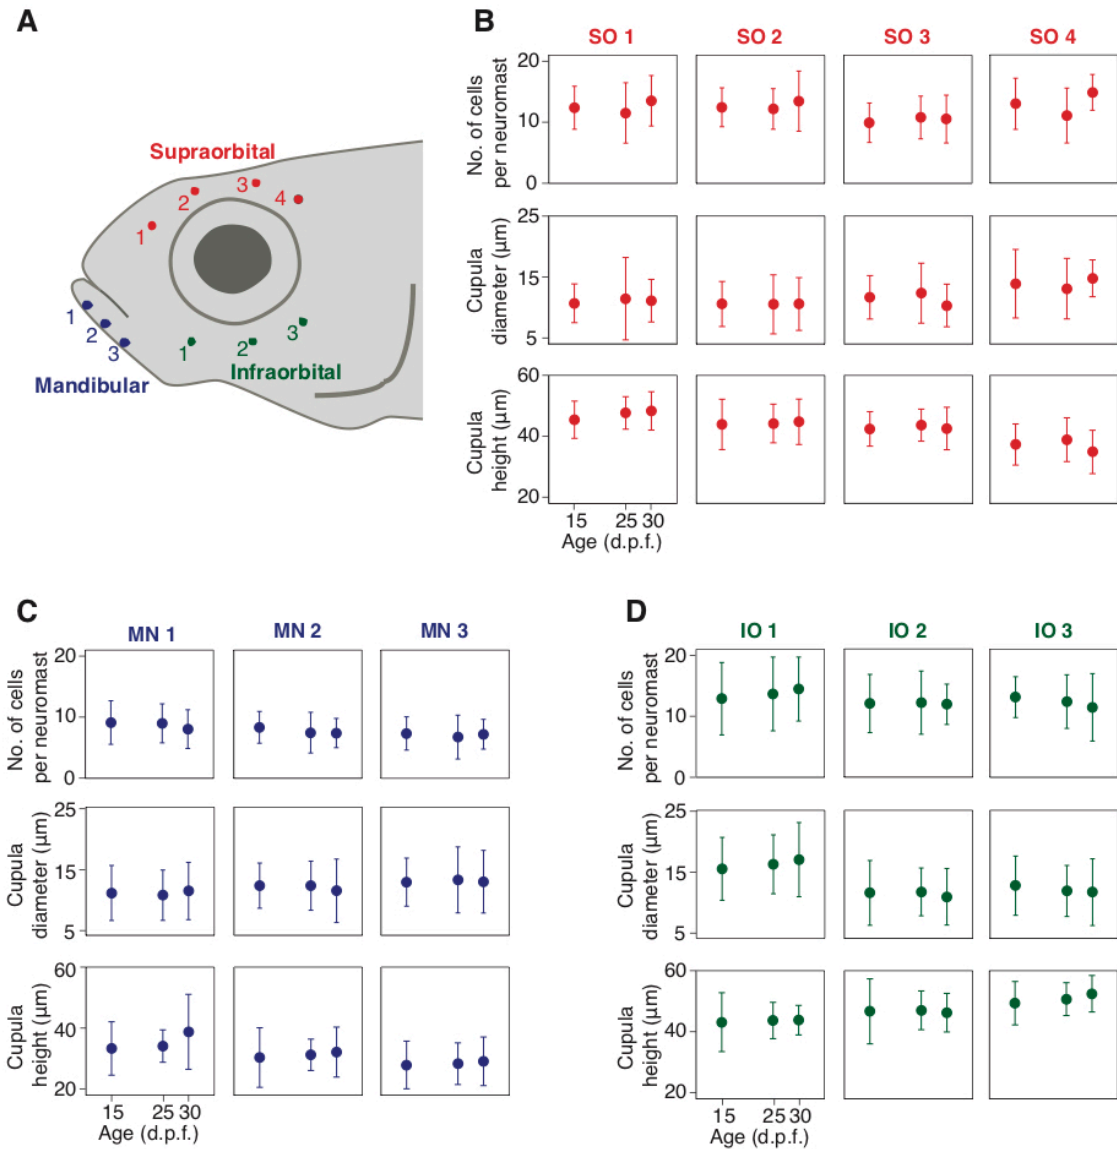 A
Supraorbital
1
2
3
4
1
2
3
Mandibular
1
2
3
Infraorbital
B
SO 1 SO 2 SO 3 SO 4
No. of cells
per neuromast
20
10
0
Cupula
diameter (μm)
25
15
5
Cupula
height (μm)
60
40
20
15 25 30
Age (d.p.f.)
C
MN 1 MN 2 MN 3
No. of cells
per neuromast
20
10
0
Cupula
diameter (μm)
25
15
5
Cupula
height (μm)
60
40
20
15 25 30
Age (d.p.f.)
D
IO 1 IO 2 IO 3
No. of cells
per neuromast
20
10
0
Cupula
diameter (μm)
25
15
5
Cupula
height (μm)
60
40
20
15 25 30
Age (d.p.f.)